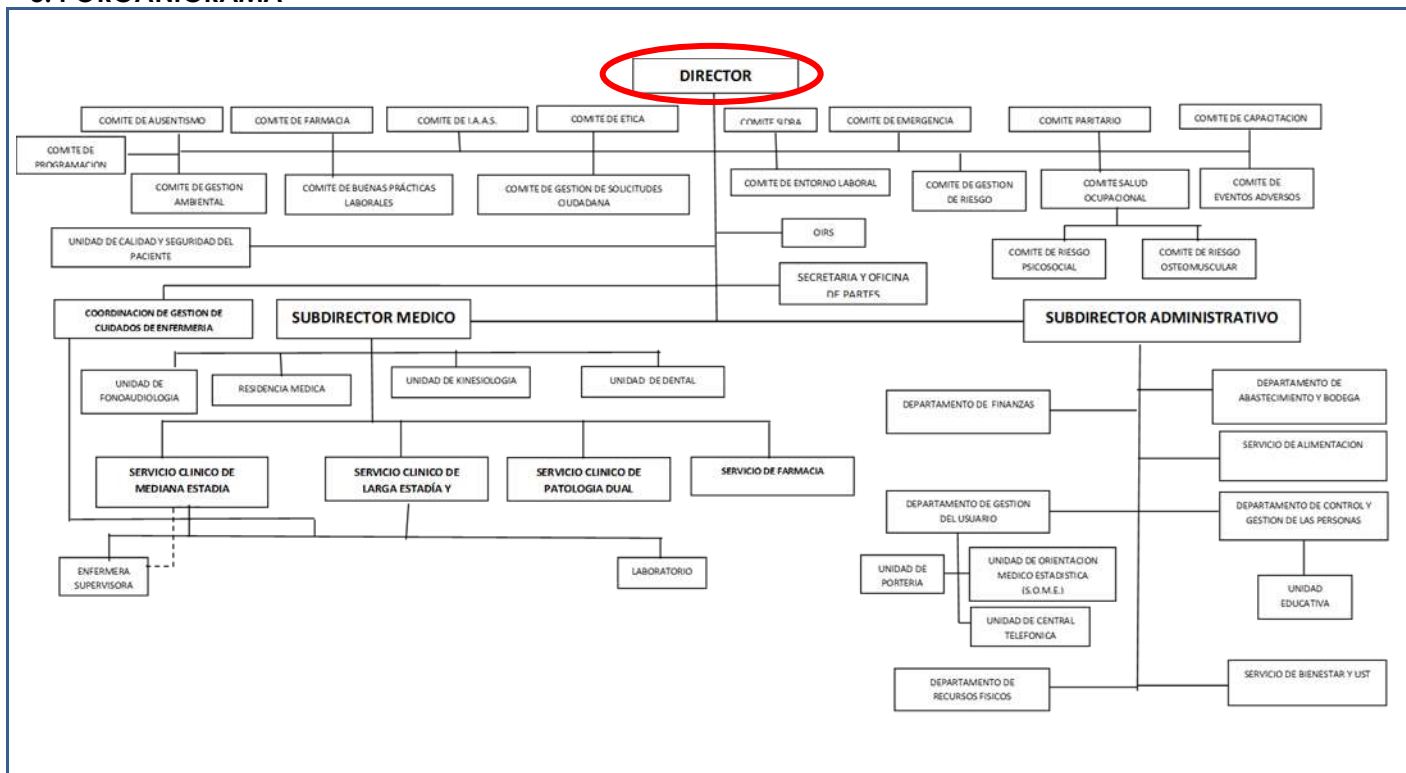 DIRECTOR
COMITE DE AUSENTISMO
COMITE DE FARMACIA
COMITE DE I.A.A.S.
COMITE DE ETICA
COMITE SIDRA
COMITE DE EMERGENCIA
COMITE PARITARIO
COMITE DE CAPACITACION
COMITE DE
PROGRAMACION
COMITE DE GESTION
AMBIENTAL
COMITE DE BUENAS PRÁCTICAS
LABORALES
COMITE DE GESTION DE SOLICITUDES
CIUDADANA
COMITE DE ENTORNO LABORAL
COMITE DE GESTION
DE RIESGO
COMITE SALUD
OCUPACIONAL
COMITE DE
EVENTOS ADVERSOS
UNIDAD DE CALIDAD Y SEGURIDAD DEL
PACIENTE
OIRS
COMITE DE RIESGO
PSICOSOCIAL
COMITE DE RIESGO
OSTEOMUSCULAR
SECRETARIA Y OFICINA
DE PARTES
COORDINACION DE GESTION DE
CUIDADOS DE ENFERMERIA
SUBDIRECTOR MEDICO
SUBDIRECTOR ADMINISTRATIVO
UNIDAD DE
FONOAUDIOLOGIA
RESIDENCIA MEDICA
UNIDAD DE KINESIOLOGIA
UNIDAD DE DENTAL
DEPARTAMENTO DE FINANZAS
DEPARTAMENTO DE
ABASTECIMIENTO Y BODEGA
SERVICIO DE ALIMENTACION
SERVICIO CLINICO DE
MEDIANA ESTADIA
SERVICIO CLINICO DE
LARGA ESTADÍA Y
SERVICIO CLINICO DE
PATOLOGIA DUAL
SERVICIO DE FARMACIA
DEPARTAMENTO DE GESTION
DEL USUARIO
DEPARTAMENTO DE CONTROL Y
GESTION DE LAS PERSONAS
ENFERMERA
SUPERVISORA
LABORATORIO
UNIDAD DE
PORTERIA
UNIDAD DE ORIENTACION
MEDICO ESTADISTICA
(S.O.M.E.)
UNIDAD
EDUCATIVA
UNIDAD DE CENTRAL
TELEFONICA
DEPARTAMENTO DE
RECURSOS FISICOS
SERVICIO DE BIENESTAR Y UST